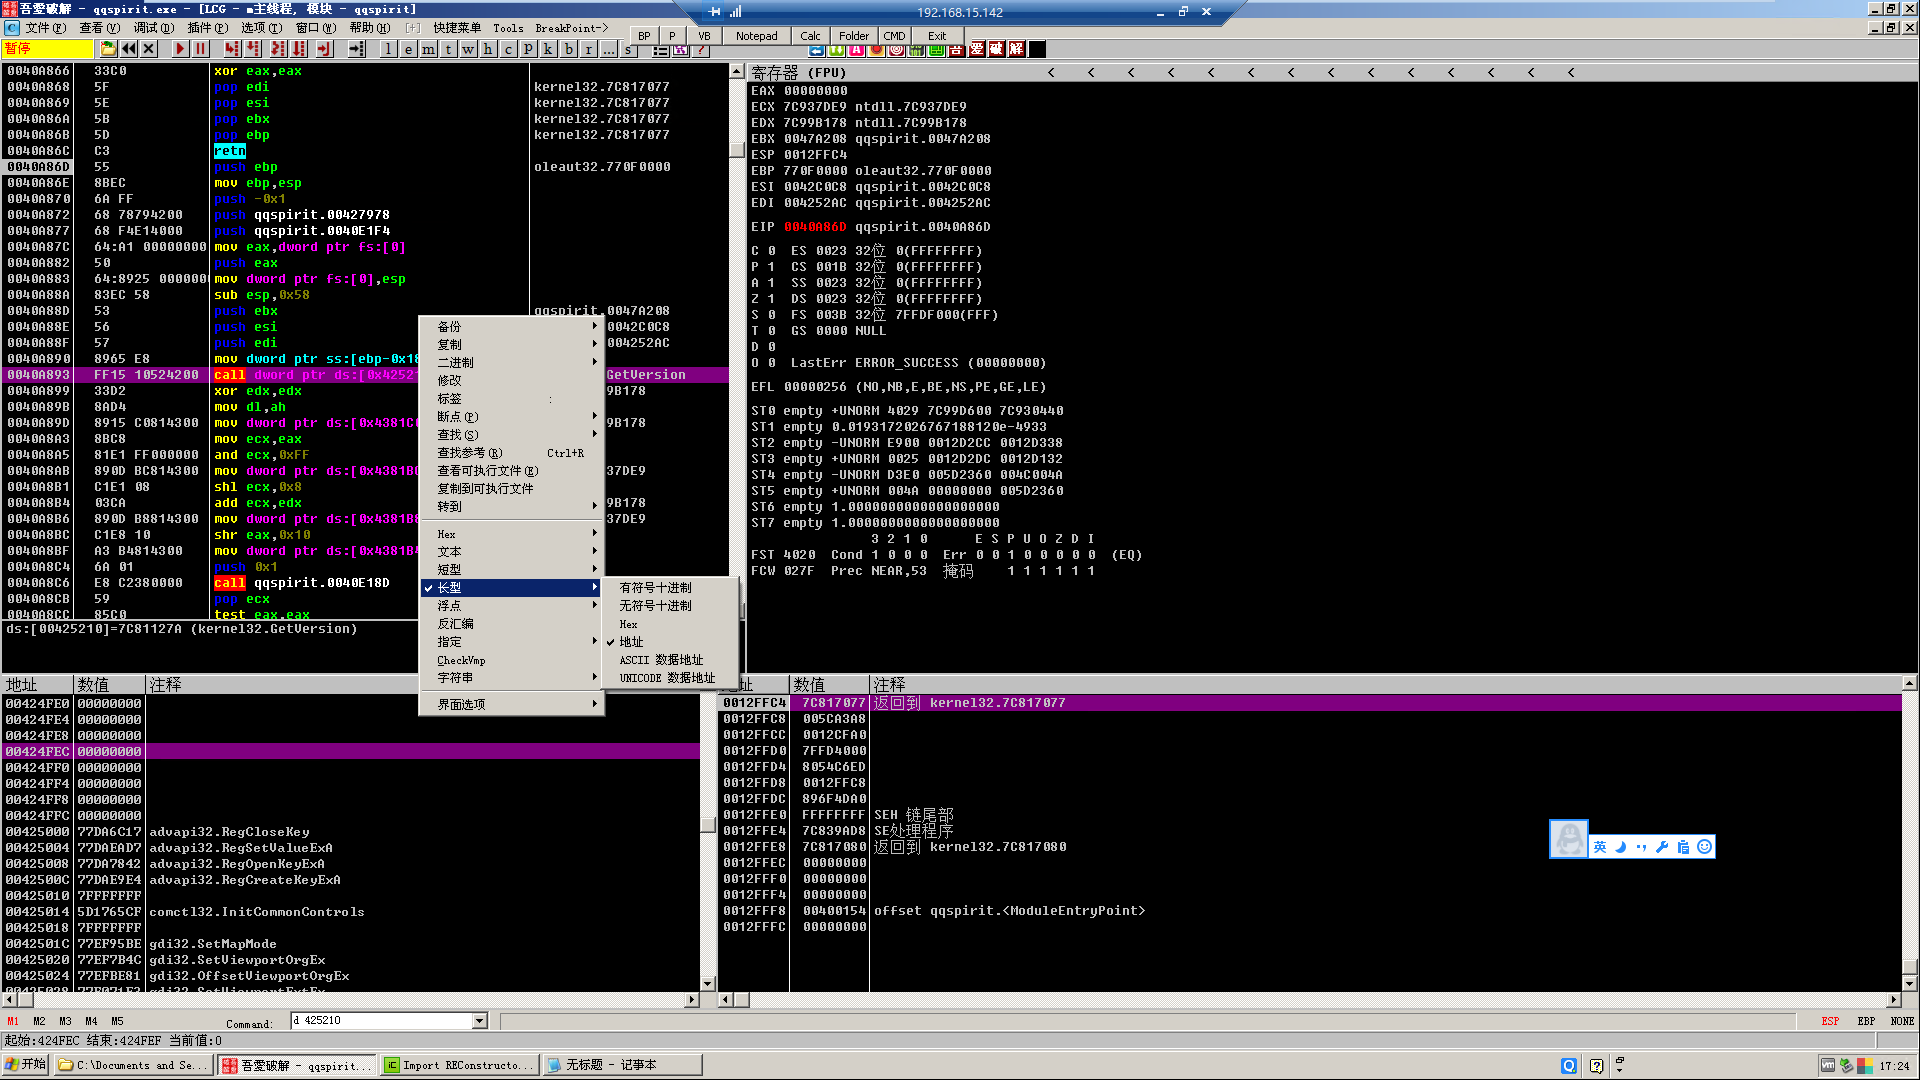 吾愛破解 - qqspirit.exe - [LCG - m主线程, 模块 - qqspirit]
192.168.15.142
文件(F) 查看(V) 调试(D) 插件(P) 选项(T) 窗口(W) 帮助(H) [+] 快捷菜单 Tools BreakPoint->
BP P VB Notepad Calc Folder CMD Exit
暂停 l e m t w h c p k b r ... s
吾 爱 破 解
0040A866 33C0 xor eax,eax
0040A868 5F pop edi kernel32.7C817077
0040A869 5E pop esi kernel32.7C817077
0040A86A 5B pop ebx kernel32.7C817077
0040A86B 5D pop ebp kernel32.7C817077
0040A86C C3 retn
0040A86D 55 push ebp oleaut32.770F0000
0040A86E 8BEC mov ebp,esp
0040A870 6A FF push -0x1
0040A872 68 78794200 push qqspirit.00427978
0040A877 68 F4E14000 push qqspirit.0040E1F4
0040A87C 64:A1 00000000 mov eax,dword ptr fs:[0]
0040A882 50 push eax
0040A883 64:8925 0000000 mov dword ptr fs:[0],esp
0040A88A 83EC 58 sub esp,0x58
0040A88D 53 push ebx qqspirit.0047A208
0040A88E 56 push esi 0042C0C8
0040A88F 57 push edi 004252AC
0040A890 8965 E8 mov dword ptr ss:[ebp-0x18
0040A893 FF15 10524200 call dword ptr ds:[0x42521 GetVersion
0040A899 33D2 xor edx,edx 9B178
0040A89B 8AD4 mov dl,ah
0040A89D 8915 C0814300 mov dword ptr ds:[0x4381C 9B178
0040A8A3 8BC8 mov ecx,eax
0040A8A5 81E1 FF000000 and ecx,0xFF
0040A8AB 890D BC814300 mov dword ptr ds:[0x4381B 37DE9
0040A8B1 C1E1 08 shl ecx,0x8
0040A8B4 03CA add ecx,edx 9B178
0040A8B6 890D B8814300 mov dword ptr ds:[0x4381B8 37DE9
0040A8BC C1E8 10 shr eax,0x10
0040A8BF A3 B4814300 mov dword ptr ds:[0x4381B4
0040A8C4 6A 01 push 0x1
0040A8C6 E8 C2380000 call qqspirit.0040E18D
0040A8CB 59 pop ecx
0040A8CC 85C0 test eax,eax
ds:[00425210]=7C81127A (kernel32.GetVersion)
寄存器 (FPU) < < < < < < < < < < < < < <
EAX 00000000
ECX 7C937DE9 ntdll.7C937DE9
EDX 7C99B178 ntdll.7C99B178
EBX 0047A208 qqspirit.0047A208
ESP 0012FFC4
EBP 770F0000 oleaut32.770F0000
ESI 0042C0C8 qqspirit.0042C0C8
EDI 004252AC qqspirit.004252AC
EIP 0040A86D qqspirit.0040A86D
C 0 ES 0023 32位 0(FFFFFFFF)
P 1 CS 001B 32位 0(FFFFFFFF)
A 1 SS 0023 32位 0(FFFFFFFF)
Z 1 DS 0023 32位 0(FFFFFFFF)
S 0 FS 003B 32位 7FFDF000(FFF)
T 0 GS 0000 NULL
D 0
O 0 LastErr ERROR_SUCCESS (00000000)
EFL 00000256 (NO,NB,E,BE,NS,PE,GE,LE)
ST0 empty +UNORM 4029 7C99D600 7C930440
ST1 empty 0.0193172026767188120e-4933
ST2 empty -UNORM E900 0012D2CC 0012D338
ST3 empty +UNORM 0025 0012D2DC 0012D132
ST4 empty -UNORM D3E0 005D2360 004C004A
ST5 empty +UNORM 004A 00000000 005D2360
ST6 empty 1.0000000000000000000
ST7 empty 1.0000000000000000000
3 2 1 0 E S P U O Z D I
FST 4020 Cond 1 0 0 0 Err 0 0 1 0 0 0 0 0 (EQ)
FCW 027F Prec NEAR,53 掩码 1 1 1 1 1 1
备份
复制
二进制
修改
标签 :
断点(P)
查找(S)
查找参考(R) Ctrl+R
查看可执行文件(E)
复制到可执行文件
转到
Hex
文本
短型
长型
浮点
反汇编
指定
CheckVmp
字符串
界面选项
有符号十进制
无符号十进制
Hex
地址
ASCII 数据地址
UNICODE 数据地址
地址 数值 注释
00424FE0 00000000
00424FE4 00000000
00424FE8 00000000
00424FEC 00000000
00424FF0 00000000
00424FF4 00000000
00424FF8 00000000
00424FFC 00000000
00425000 77DA6C17 advapi32.RegCloseKey
00425004 77DAEAD7 advapi32.RegSetValueExA
00425008 77DA7842 advapi32.RegOpenKeyExA
0042500C 77DAE9E4 advapi32.RegCreateKeyExA
00425010 7FFFFFFF
00425014 5D1765CF comctl32.InitCommonControls
00425018 7FFFFFFF
0042501C 77EF95BE gdi32.SetMapMode
00425020 77EF7B4C gdi32.SetViewportOrgEx
00425024 77EFBE81 gdi32.OffsetViewportOrgEx
00425028 77F071F3 gdi32.SetViewportExtEx
地址 数值 注释
0012FFC4 7C817077 返回到 kernel32.7C817077
0012FFC8 005CA3A8
0012FFCC 0012CFA0
0012FFD0 7FFD4000
0012FFD4 8054C6ED
0012FFD8 0012FFC8
0012FFDC 896F4DA0
0012FFE0 FFFFFFFF SEH 链尾部
0012FFE4 7C839AD8 SE处理程序
0012FFE8 7C817080 返回到 kernel32.7C817080
0012FFEC 00000000
0012FFF0 00000000
0012FFF4 00000000
0012FFF8 00400154 offset qqspirit.<ModuleEntryPoint>
0012FFFC 00000000
英
M1 M2 M3 M4 M5 Command: d 425210 ESP EBP NONE
起始:424FEC 结束:424FEF 当前值:0
开始 C:\Documents and Se... 吾愛破解 - qqspirit... Import REConstructo... 无标题 - 记事本 17:24